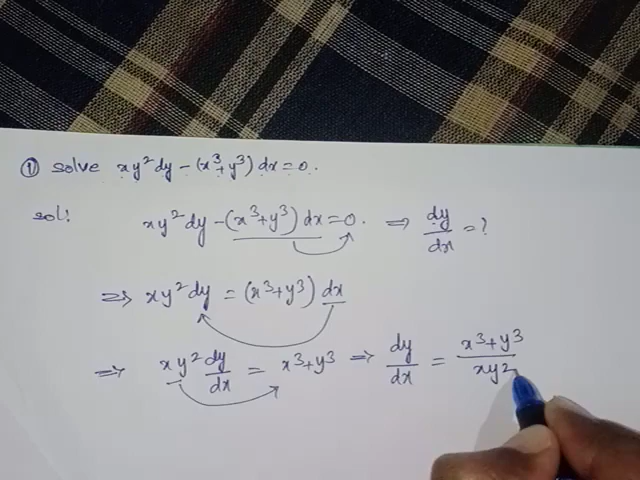 ① solve xy²dy - (x³+y³) dx = 0.
sol: xy²dy - (x³+y³) dx = 0. ⇒ dy/dx = ?
⇒ xy²dy = (x³+y³) dx
⇒ xy² dy/dx = x³+y³ ⇒ dy/dx = x³+y³/xy²